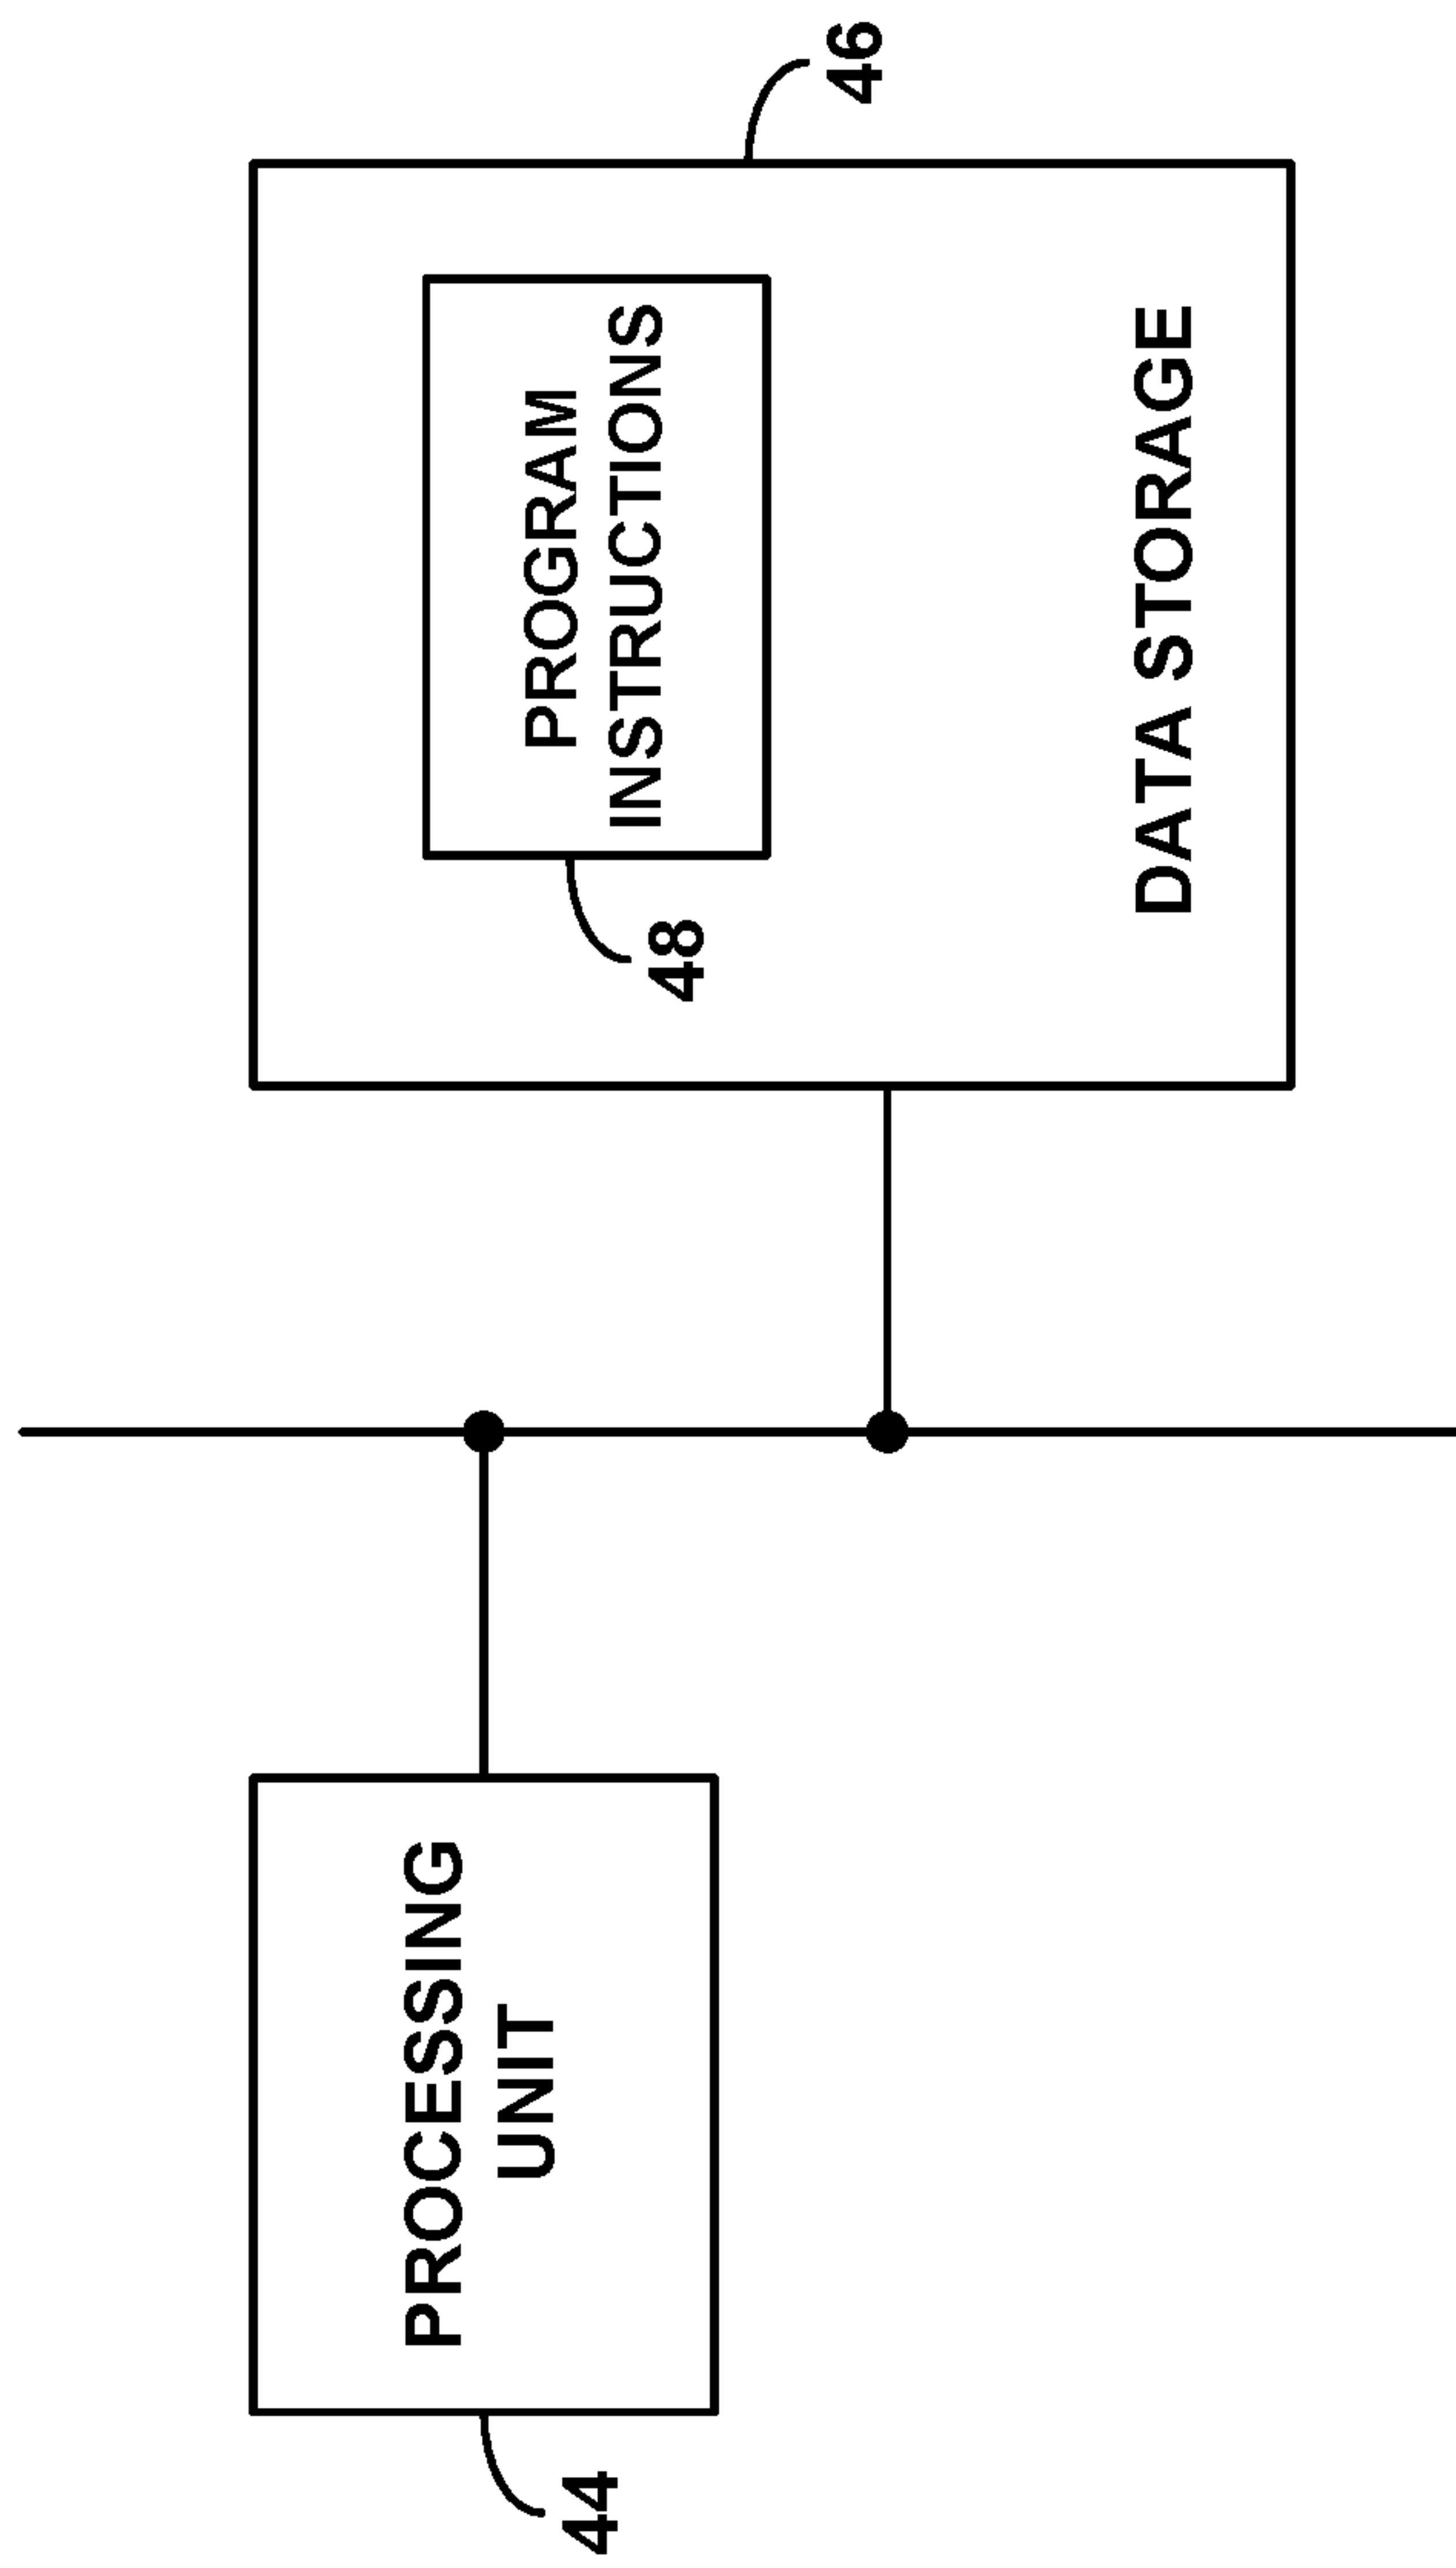 PROCESSING
UNIT
44
PROGRAM
INSTRUCTIONS
48
DATA STORAGE
46